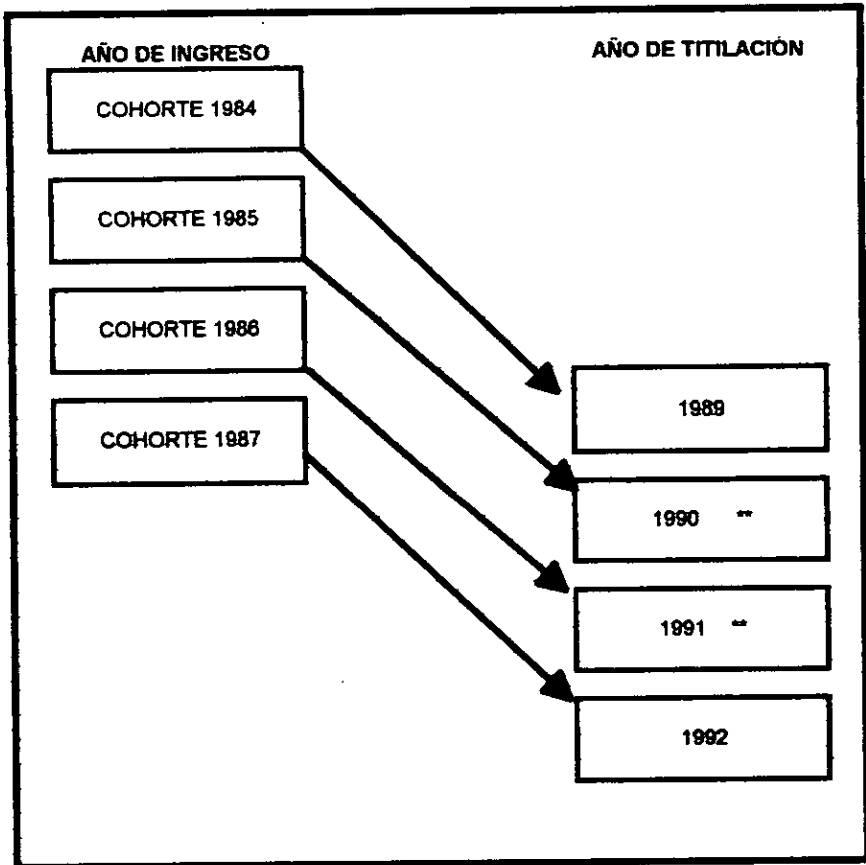 AÑO DE INGRESO
AÑO DE TITILACIÓN
COHORTE 1984
COHORTE 1985
COHORTE 1986
COHORTE 1987
1989
1990 **
1991 **
1992